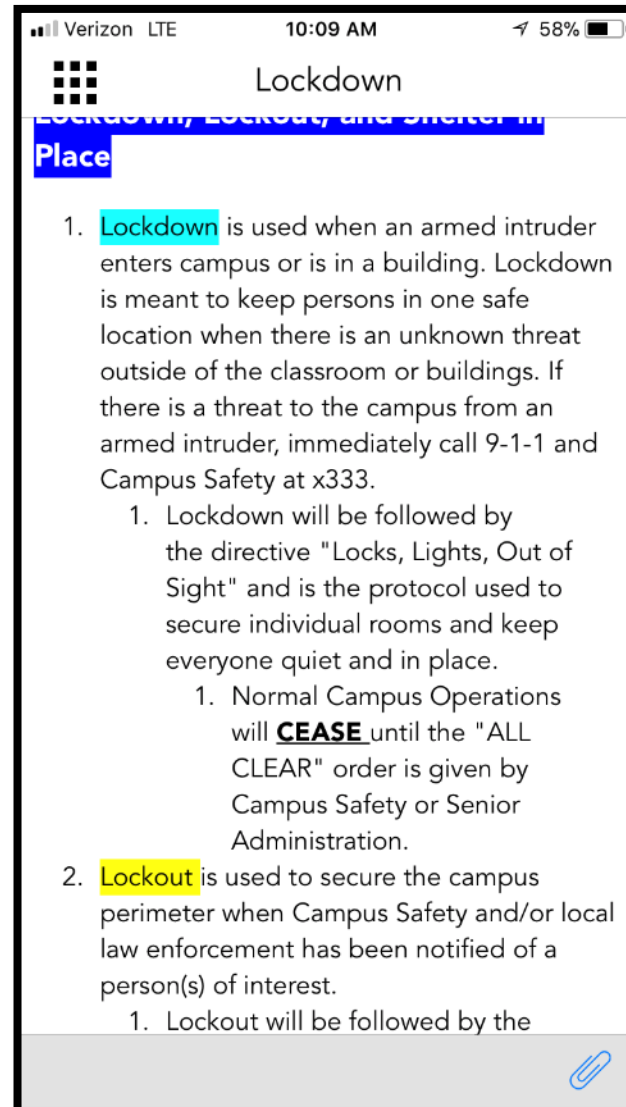 Verizon LTE 10:09 AM 58%
Lockdown
Lockdown, Lockout, and Shelter in
Place
1. Lockdown is used when an armed intruder
enters campus or is in a building. Lockdown
is meant to keep persons in one safe
location when there is an unknown threat
outside of the classroom or buildings. If
there is a threat to the campus from an
armed intruder, immediately call 9-1-1 and
Campus Safety at x333.
1. Lockdown will be followed by
the directive "Locks, Lights, Out of
Sight" and is the protocol used to
secure individual rooms and keep
everyone quiet and in place.
1. Normal Campus Operations
will CEASE until the "ALL
CLEAR" order is given by
Campus Safety or Senior
Administration.
2. Lockout is used to secure the campus
perimeter when Campus Safety and/or local
law enforcement has been notified of a
person(s) of interest.
1. Lockout will be followed by the